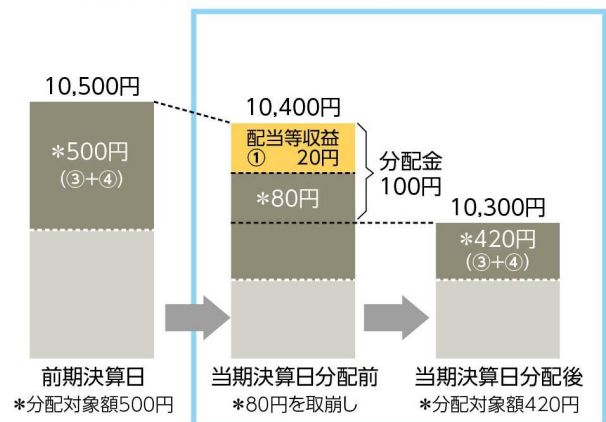 10,500円
*500円
(③+④)
前期決算日
*分配対象額500円
10,400円
配当等収益
① 20円
*80円
分配金
100円
当期決算日分配前
*80円を取崩し
10,300円
*420円
(③+④)
当期決算日分配後
*分配対象額420円